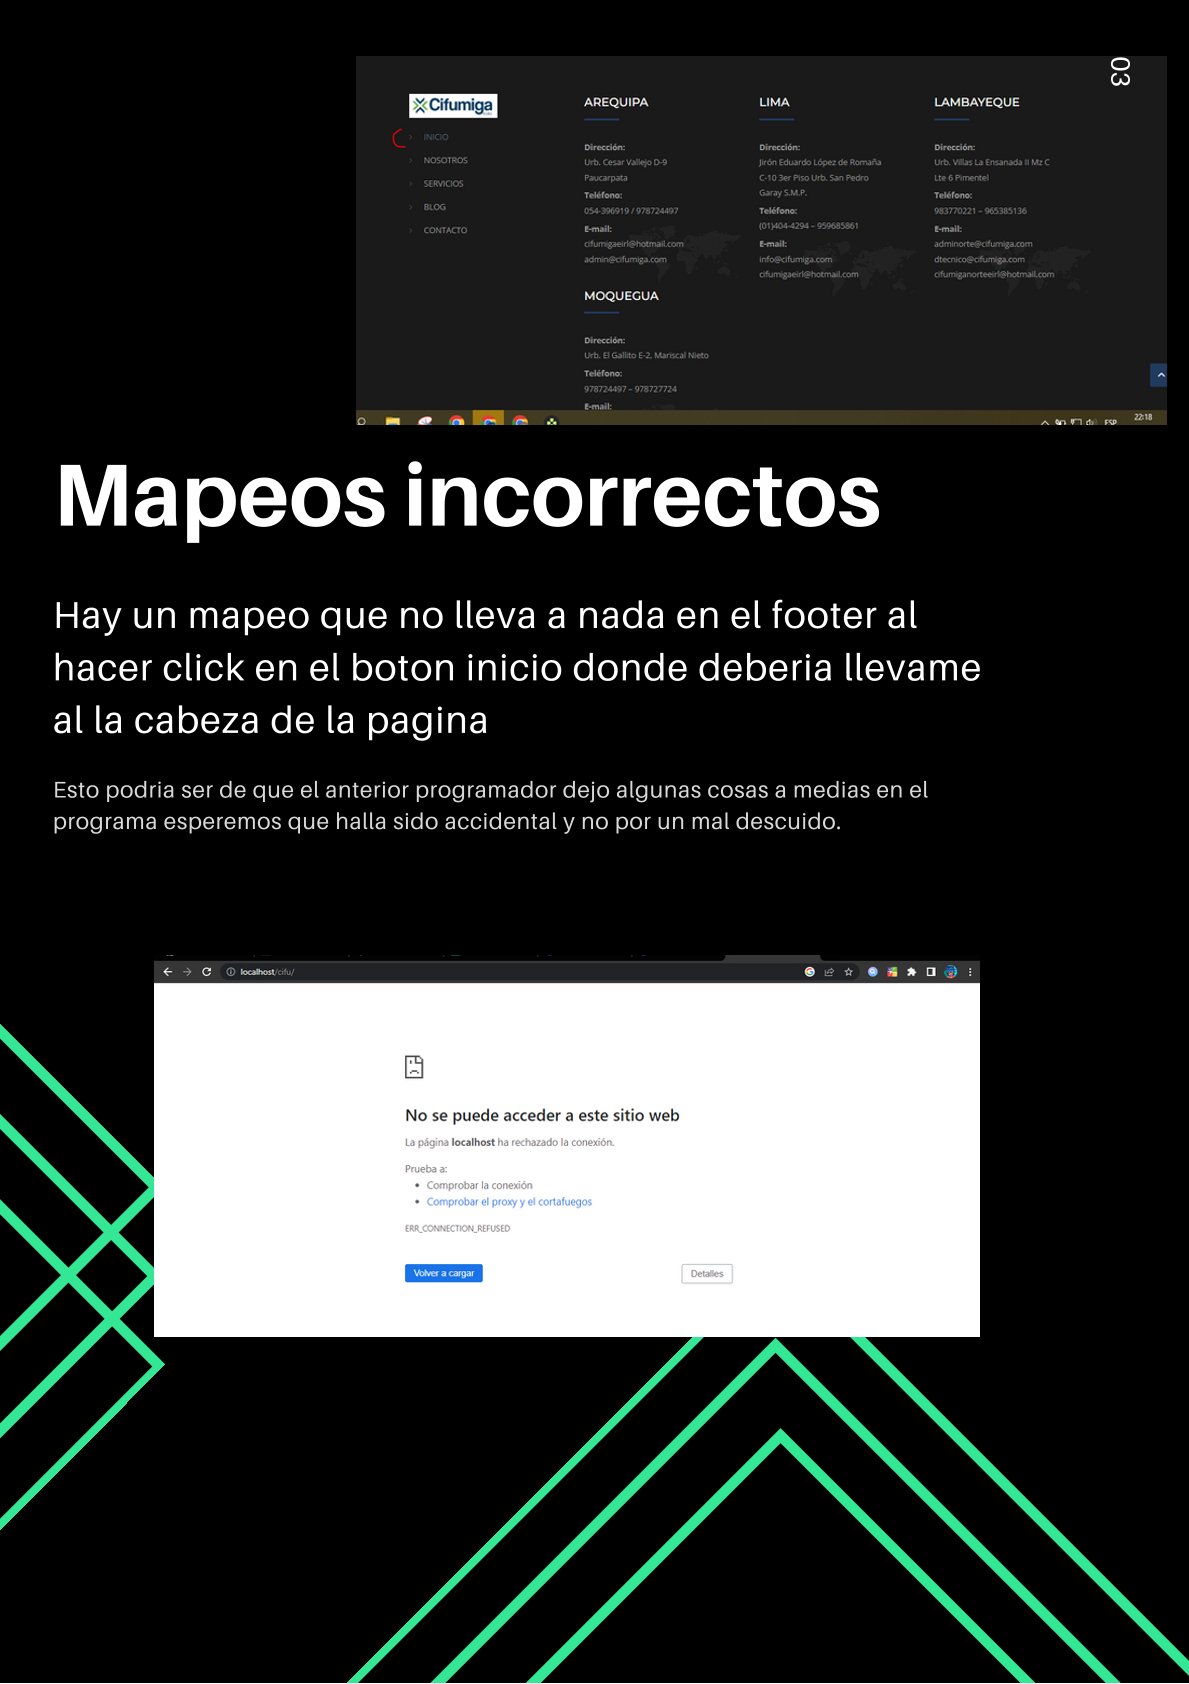 03
Cifumiga
INICIO
NOSOTROS
SERVICIOS
BLOG
CONTACTO
AREQUIPA
Dirección:
Urb. Cesar Vallejo D-9
Paucarpata
Teléfono:
054-396919 / 978724497
E-mail:
cifumigaeirl@hotmail.com
admin@cifumiga.com
LIMA
Dirección:
Jirón Eduardo López de Romaña
C-10 3er Piso Urb. San Pedro
Garay S.M.P.
Teléfono:
(01)404-4294 – 959685861
E-mail:
info@cifumiga.com
cifumigaeirl@hotmail.com
LAMBAYEQUE
Dirección:
Urb. Villas La Ensanada II Mz C
Lte 6 Pimentel
Teléfono:
983770221 – 965385136
E-mail:
adminorte@cifumiga.com
dtecnico@cifumiga.com
cifumiganorteeirl@hotmail.com
MOQUEGUA
Dirección:
Urb. El Gallito E-2, Mariscal Nieto
Teléfono:
978724497 – 978727724
E-mail:
ESP
22:18
Mapeos incorrectos
Hay un mapeo que no lleva a nada en el footer al
hacer click en el boton inicio donde deberia llevame
al la cabeza de la pagina
Esto podria ser de que el anterior programador dejo algunas cosas a medias en el
programa esperemos que halla sido accidental y no por un mal descuido.
localhost/cifu/
No se puede acceder a este sitio web
La página localhost ha rechazado la conexión.
Prueba a:
• Comprobar la conexión
• Comprobar el proxy y el cortafuegos
ERR_CONNECTION_REFUSED
Volver a cargar
Detalles